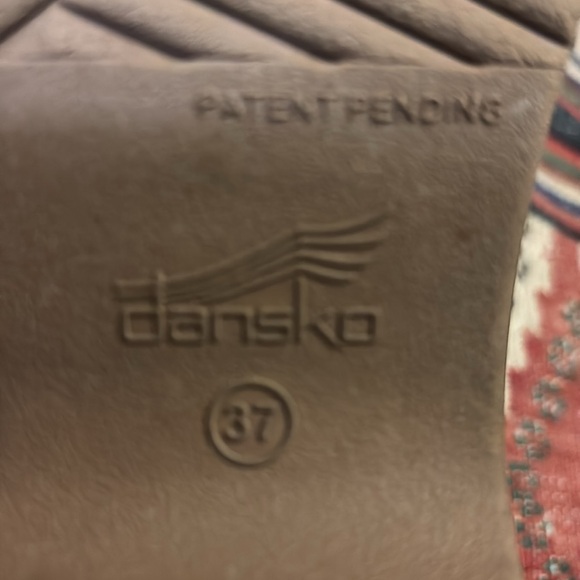 PATENT PENDING
dansko
37